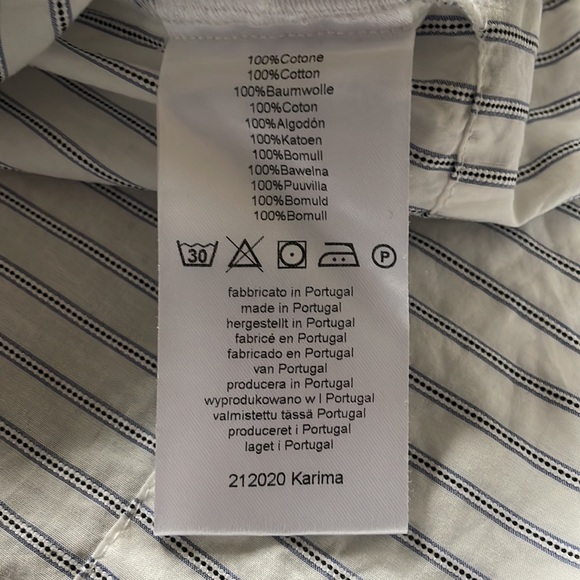 100%Cotone
100%Cotton
100%Baumwolle
100%Coton
100%Algodón
100%Katoen
100%Bomull
100%Bawełna
100%Puuvilla
100%Bomuld
100%Bomull
30
P
fabbricato in Portugal
made in Portugal
hergestellt in Portugal
fabricé en Portugal
fabricado en Portugal
van Portugal
producera in Portugal
wyprodukowano w l Portugal
valmistettu tässä Portugal
produceret i Portugal
laget i Portugal
212020 Karima